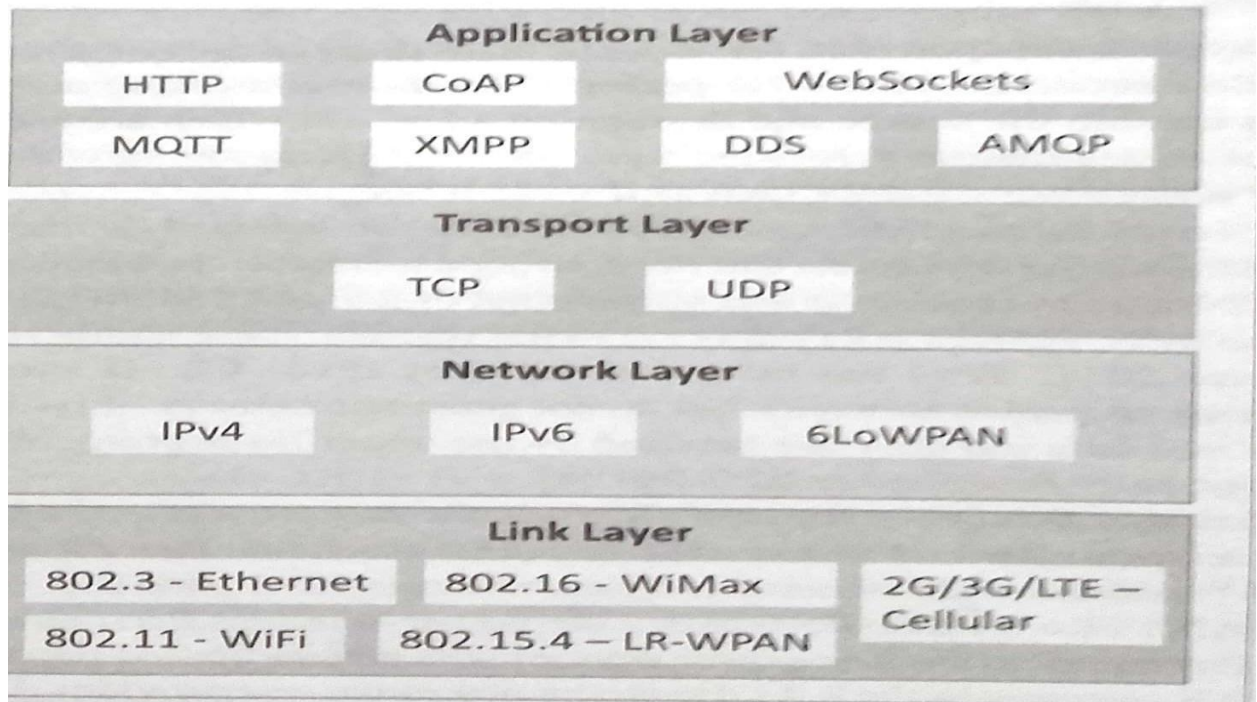 Application Layer
HTTP CoAP WebSockets
MQTT XMPP DDS AMQP
Transport Layer
TCP UDP
Network Layer
IPv4 IPv6 6LoWPAN
Link Layer
802.3 - Ethernet 802.16 - WiMax 2G/3G/LTE –
Cellular
802.11 - WiFi 802.15.4 – LR-WPAN